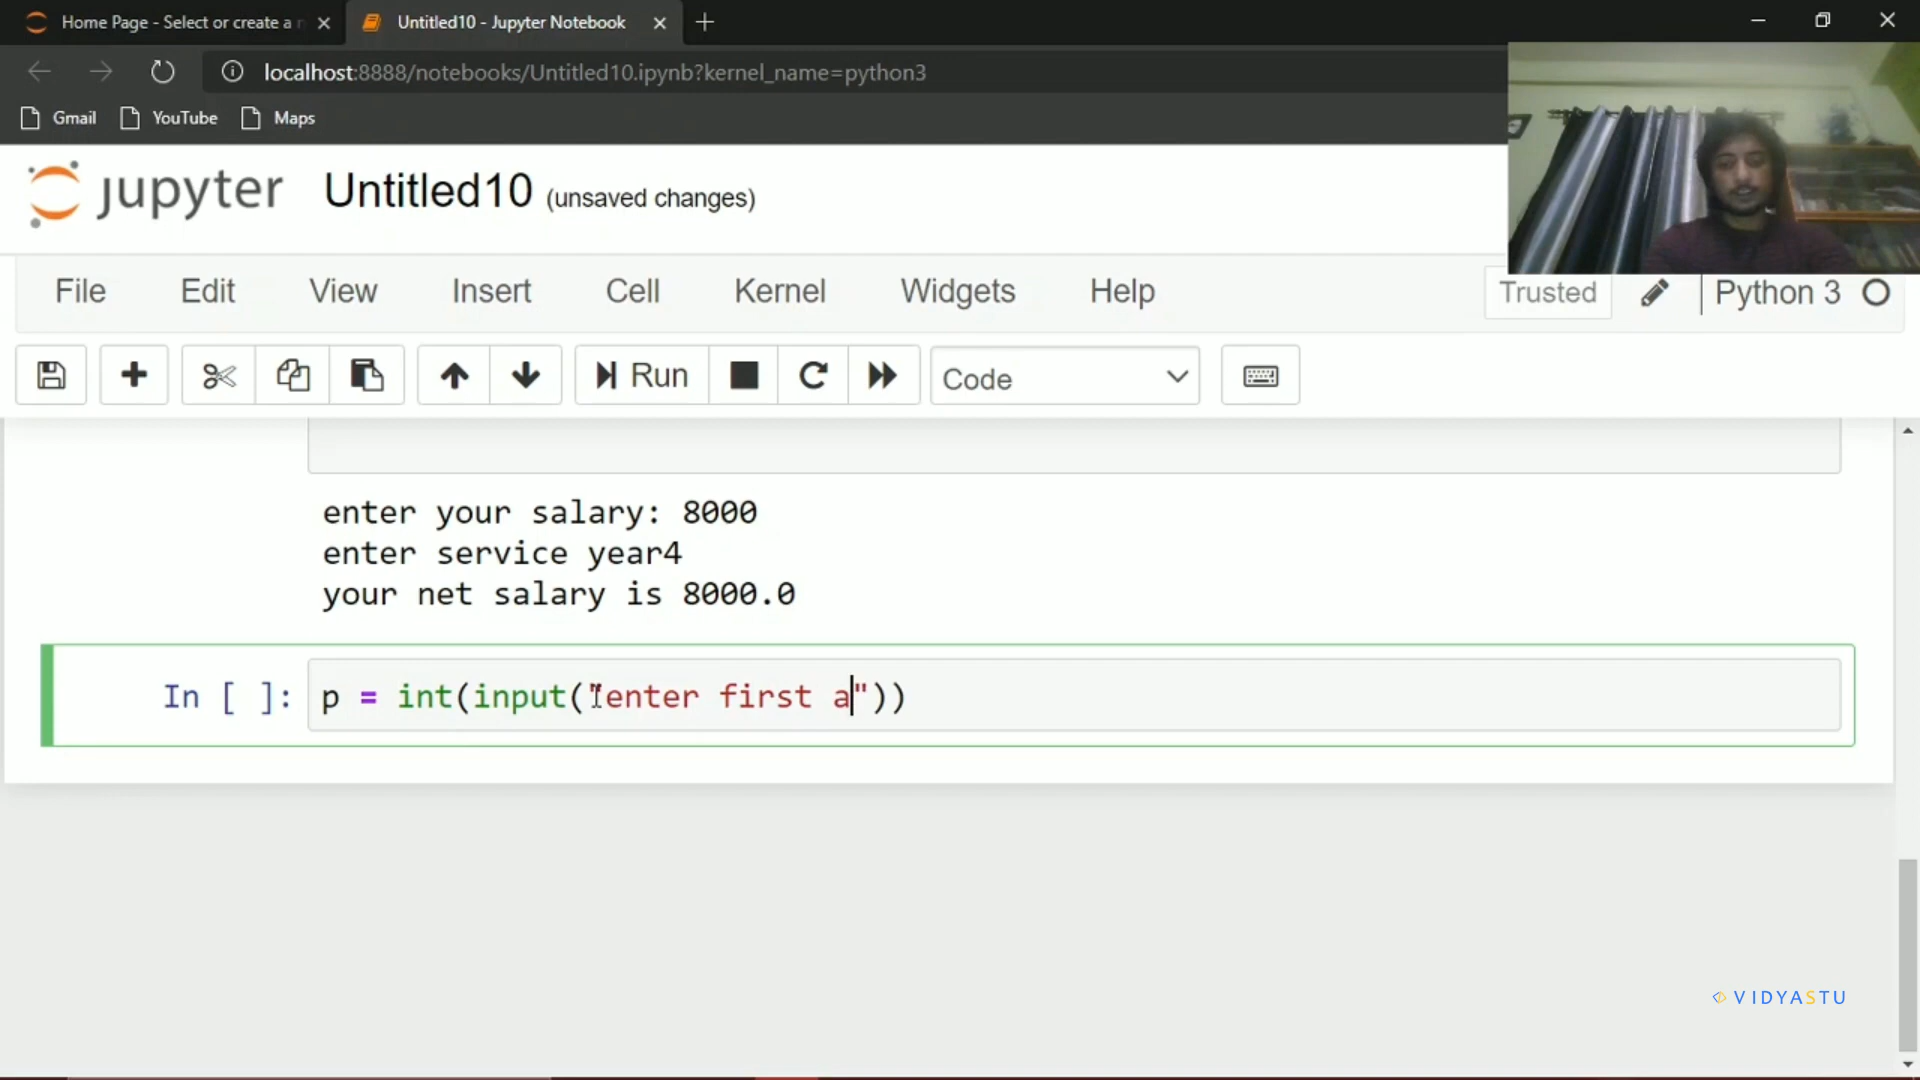 Home Page - Select or create a n
Untitled10 - Jupyter Notebook
localhost:8888/notebooks/Untitled10.ipynb?kernel_name=python3
Gmail YouTube Maps
jupyter Untitled10 (unsaved changes)
File Edit View Insert Cell Kernel Widgets Help Trusted Python 3
Run Code
enter your salary: 8000
enter service year4
your net salary is 8000.0
In [ ]: p = int(input("enter first a"))
VIDYASTU